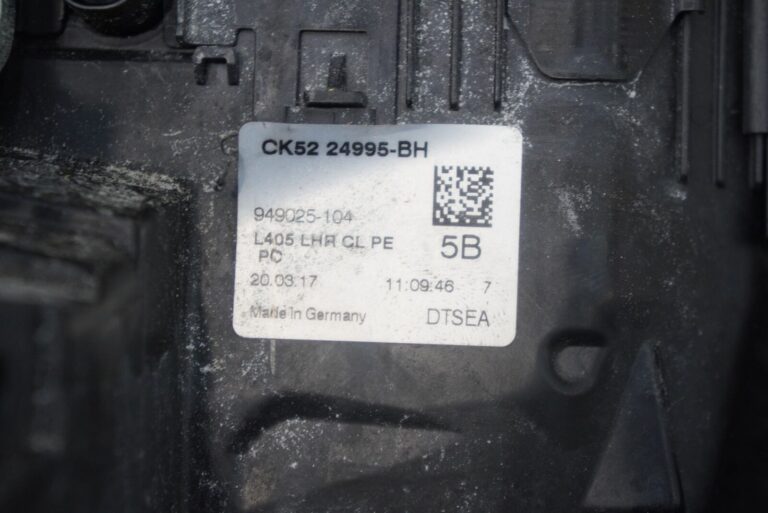 CK52 24995-BH
949025-104
L405 LHR CL PE
PC
5B
20.03.17 11:09:46 7
Made in Germany DTSEA